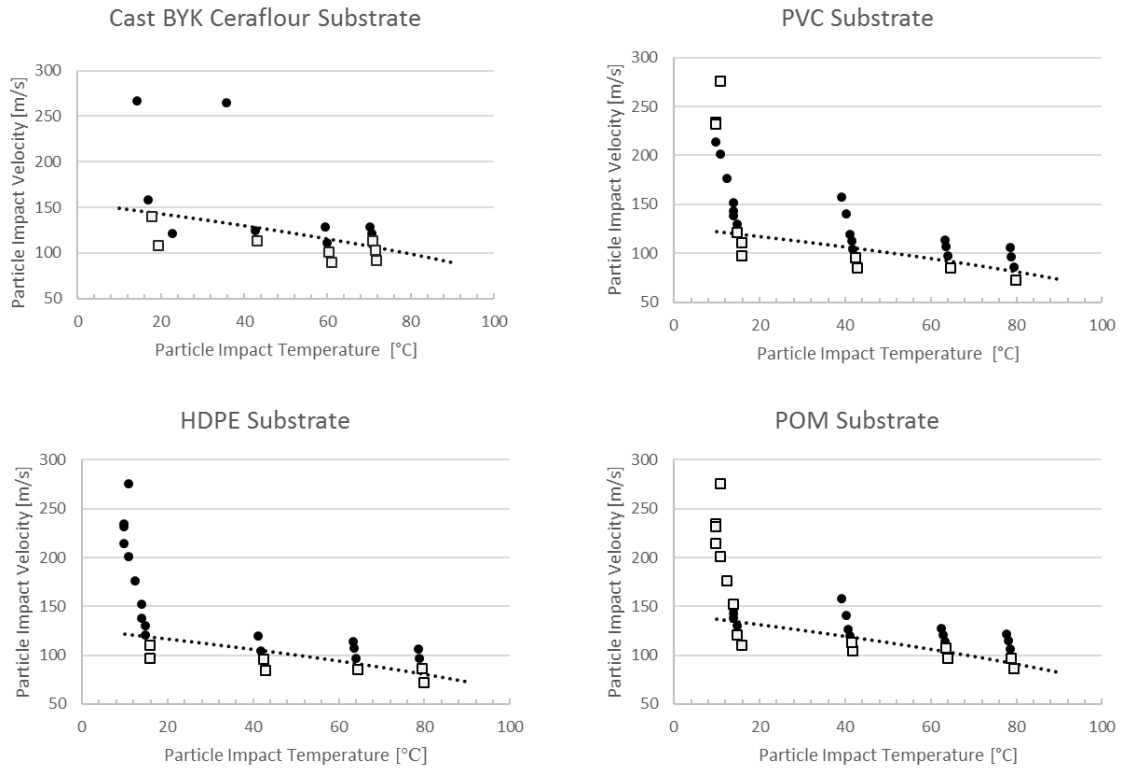 Cast BYK Ceraflour Substrate
Particle Impact Velocity [m/s]
300
250
200
150
100
50
0 20 40 60 80 100
Particle Impact Temperature [°C]
PVC Substrate
Particle Impact Velocity [m/s]
300
250
200
150
100
50
0 20 40 60 80 100
Particle Impact Temperature [°C]
HDPE Substrate
Particle Impact Velocity [m/s]
300
250
200
150
100
50
0 20 40 60 80 100
Particle Impact Temperature [°C]
POM Substrate
Particle Impact Velocity [m/s]
300
250
200
150
100
50
0 20 40 60 80 100
Particle Impact Temperature [°C]